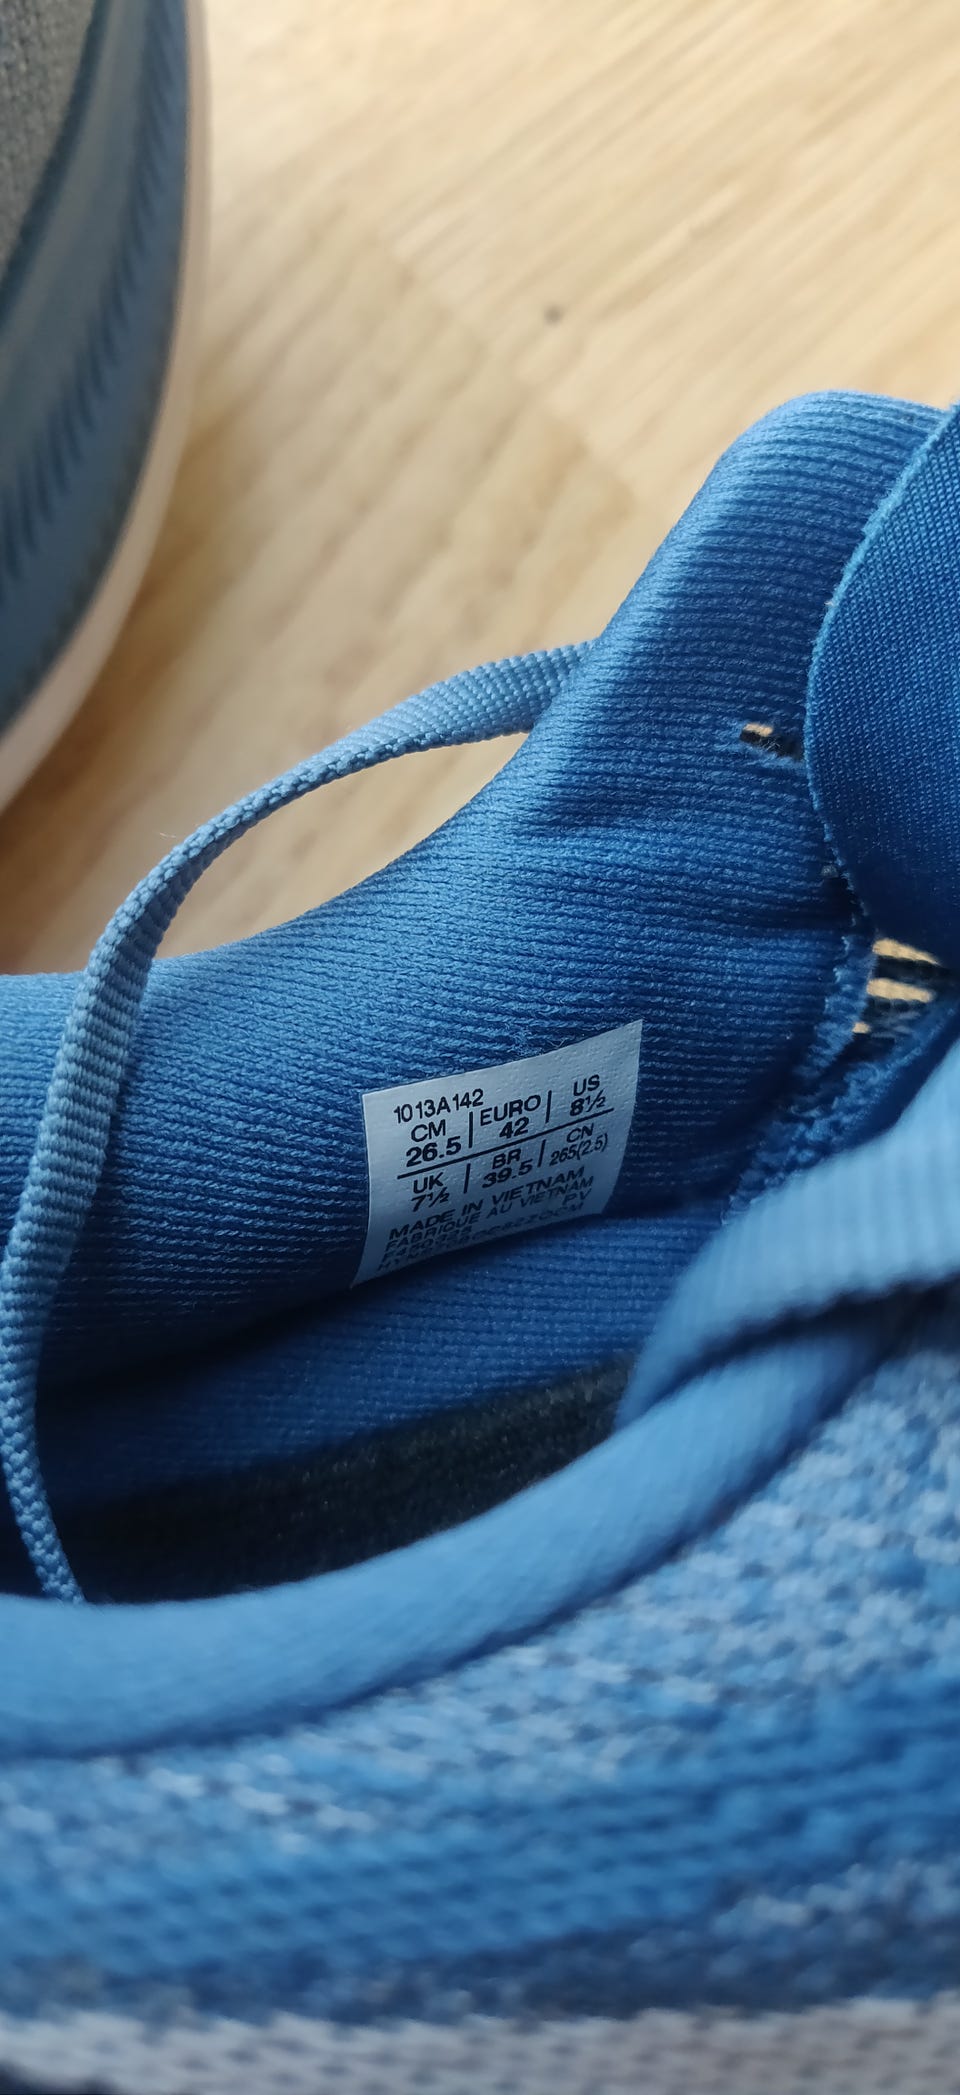 1013A142
CM 26.5 | EURO 42 | US 8½
UK 7½ | BR 39.5 | CN 265(2.5)
MADE IN VIETNAM
FABRIQUE AU VIETNAM
PV